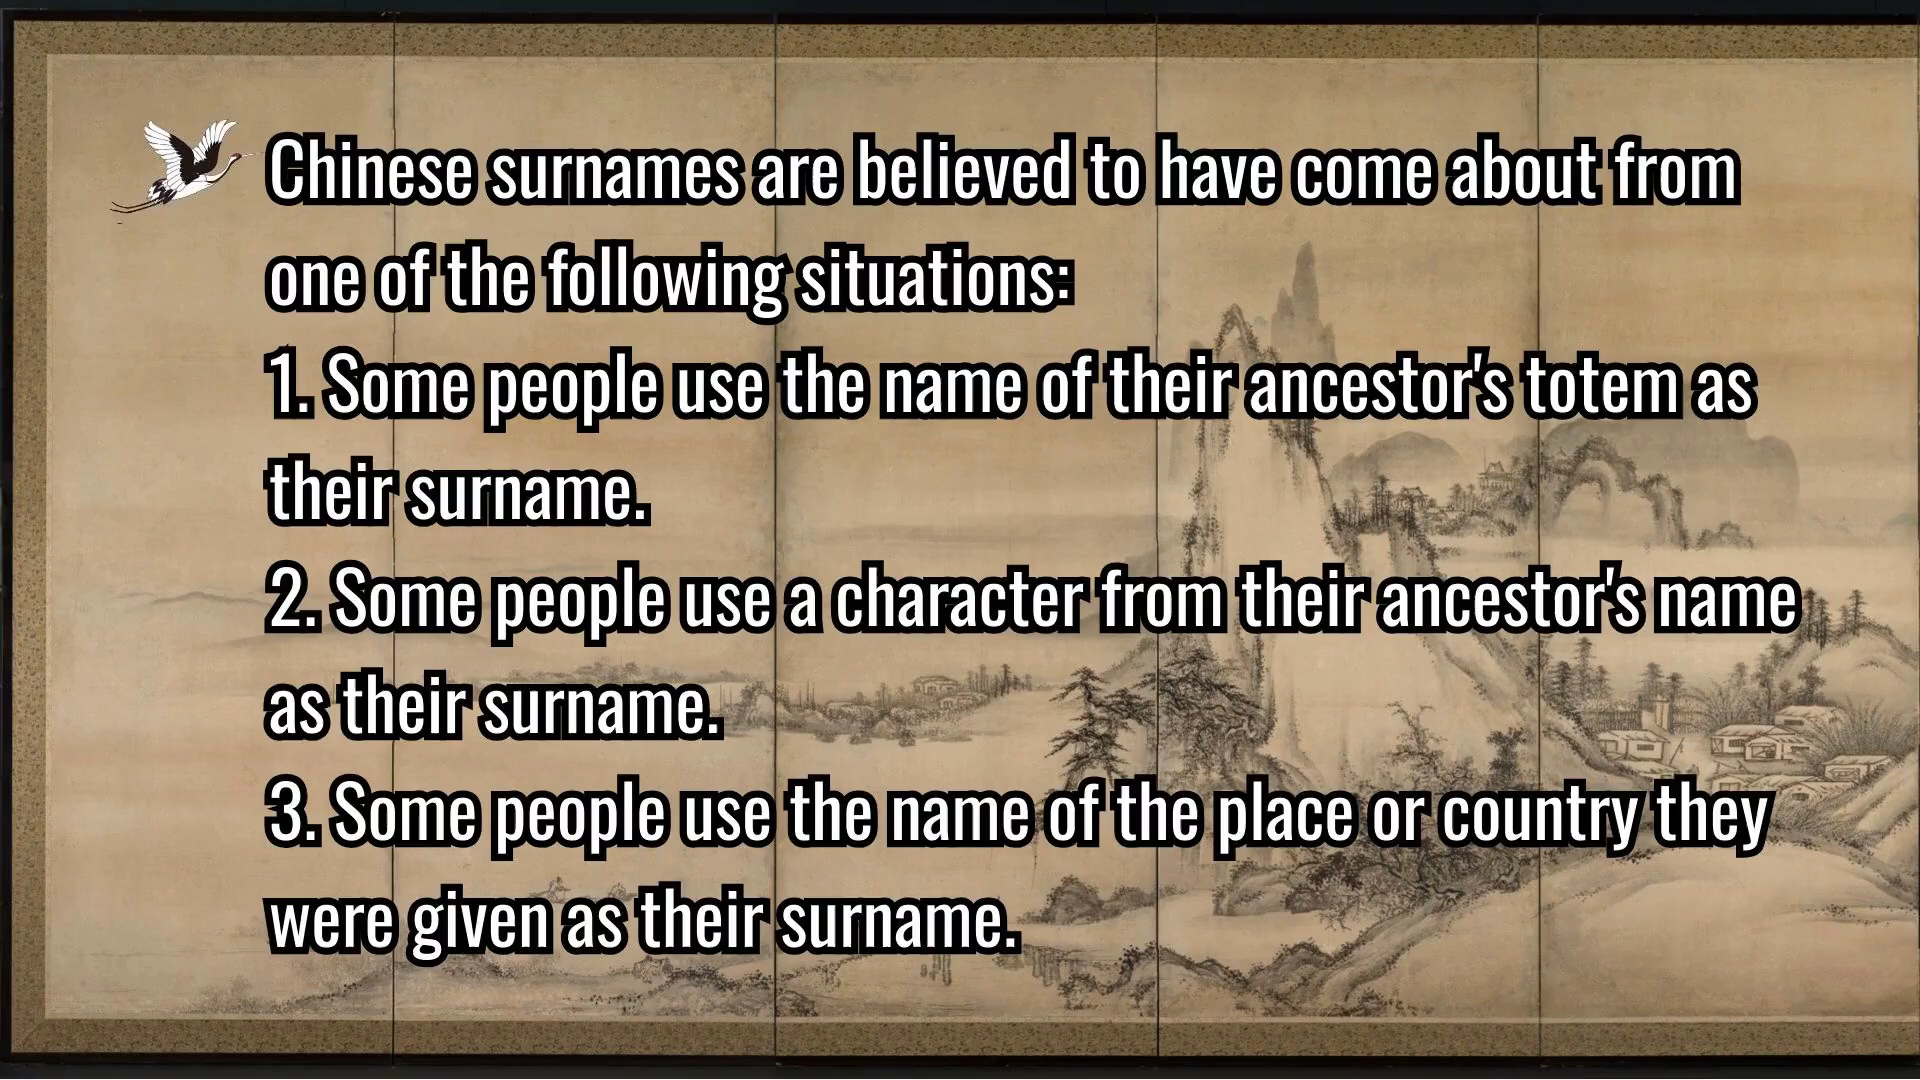 Chinese surnames are believed to have come about from
one of the following situations:
1. Some people use the name of their ancestor's totem as
their surname.
2. Some people use a character from their ancestor's name
as their surname.
3. Some people use the name of the place or country they
were given as their surname.